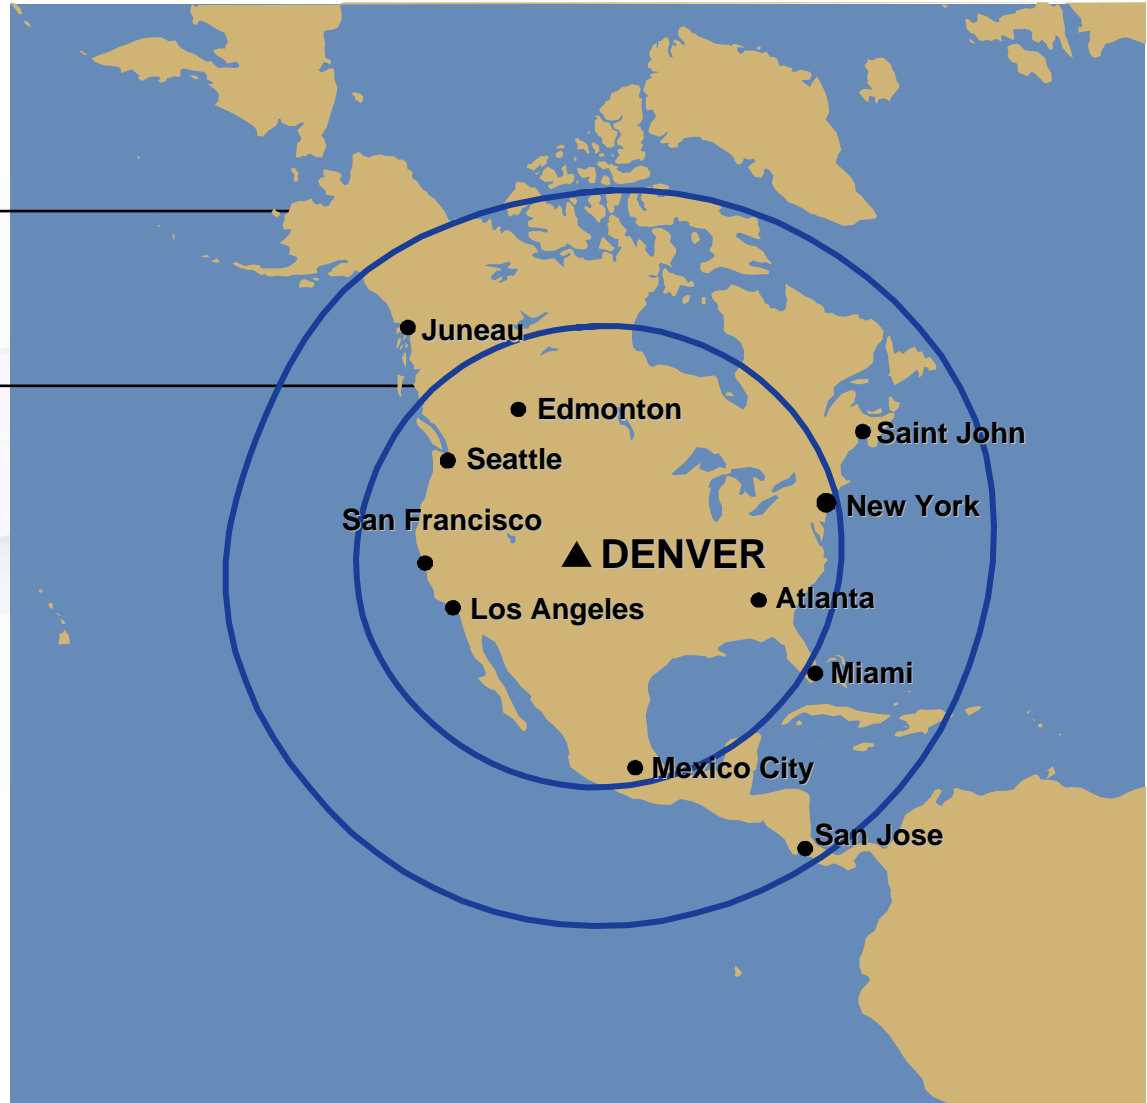 Juneau
Edmonton
Saint John
Seattle
New York
San Francisco
DENVER
Atlanta
Los Angeles
Miami
Mexico City
San Jose